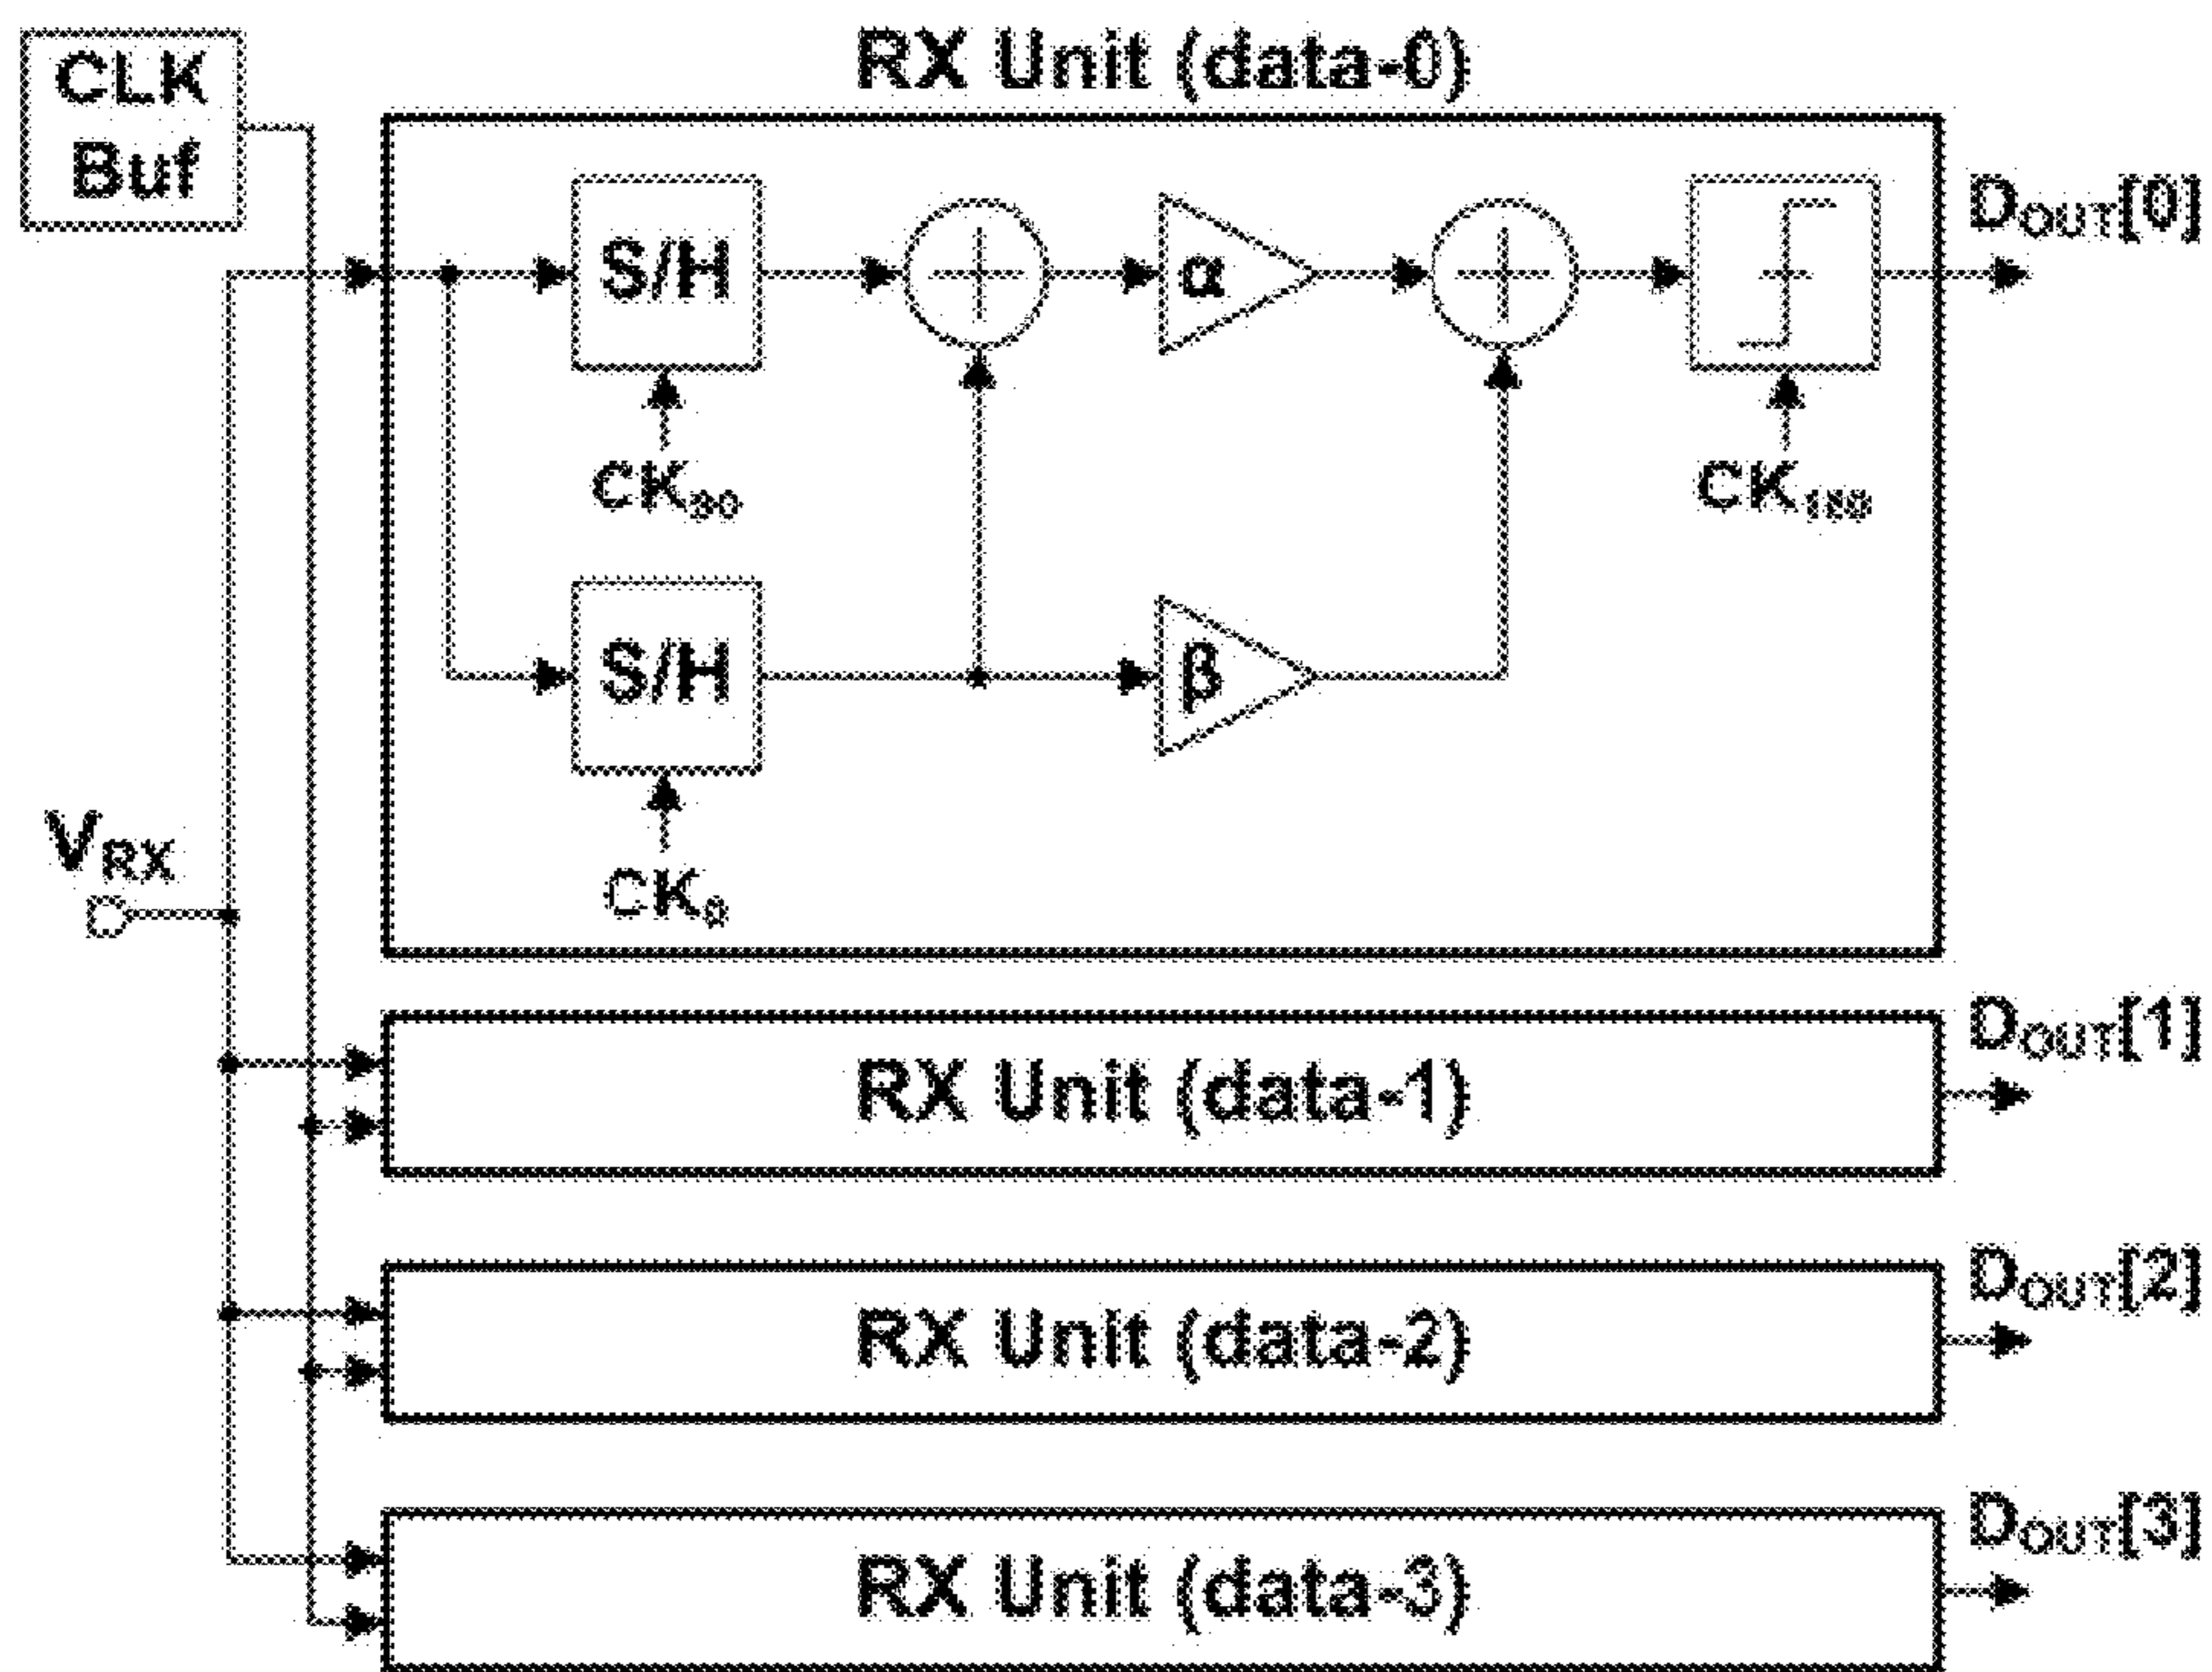 CLK
Buf
RX Unit (data-0)
S/H
α
CK90
CK180
DOUT[0]
S/H
β
CK0
VRX
RX Unit (data-1)
DOUT[1]
RX Unit (data-2)
DOUT[2]
RX Unit (data-3)
DOUT[3]